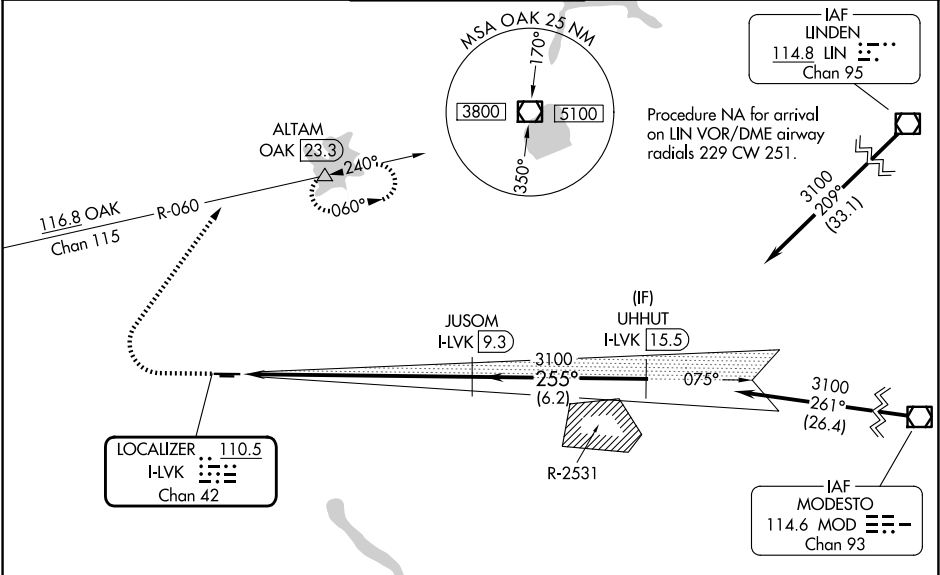 MSA OAK 25 NM
170°
3800
5100
350°
IAF
LINDEN
114.8 LIN
Chan 95
Procedure NA for arrival
on LIN VOR/DME airway
radials 229 CW 251.
3100
209°
(33.1)
ALTAM
OAK 23.3
240°
060°
116.8 OAK
Chan 115
R-060
JUSOM
I-LVK 9.3
(IF)
UHHUT
I-LVK 15.5
3100
255°
(6.2)
075°
3100
261°
(26.4)
R-2531
LOCALIZER 110.5
I-LVK
Chan 42
IAF
MODESTO
114.6 MOD
Chan 93